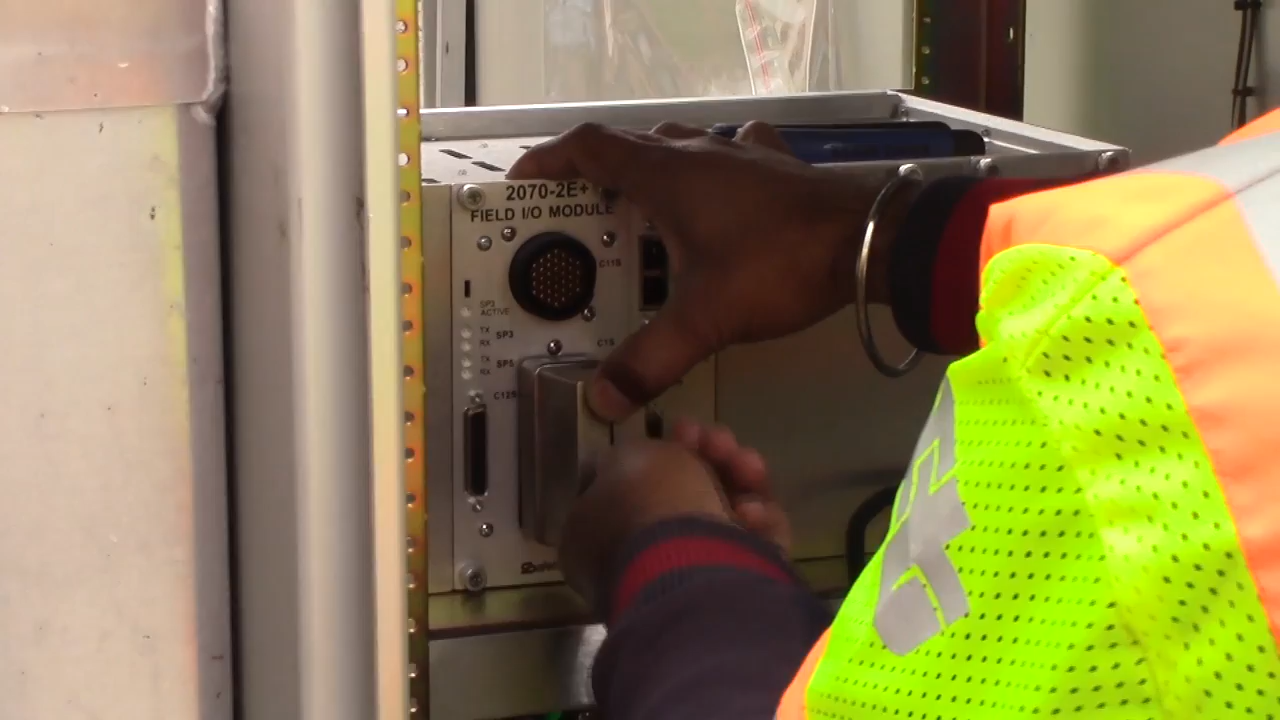 2070-2E+
FIELD I/O MODULE
C11S
SP3
ACTIVE
TX
RX
SP3
C1S
TX
RX
SP5
C12S